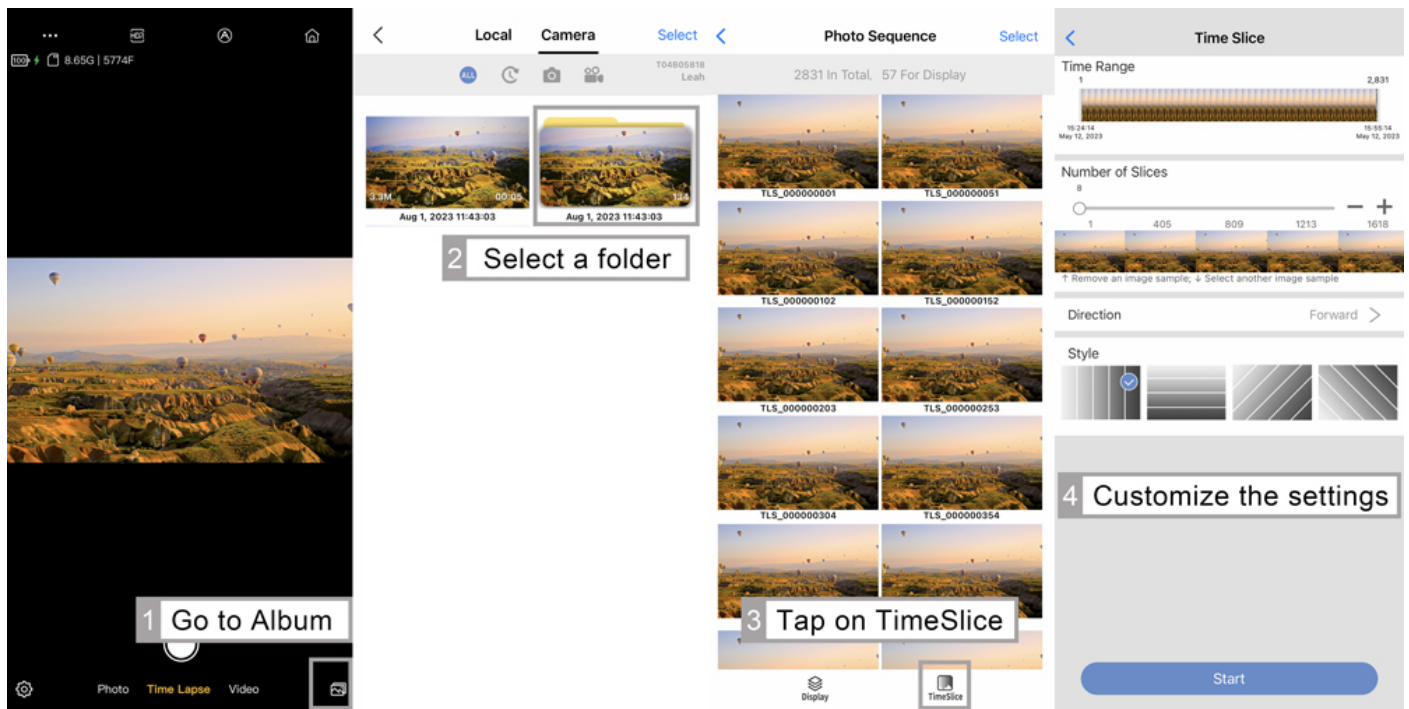 HDR
100 8.65G | 5774F
1 Go to Album
Photo Time Lapse Video
Local Camera Select
ALL
T04B05818
Leah
3.3M 00:05
134
Aug 1, 2023 11:43:03
Aug 1, 2023 11:43:03
2 Select a folder
Photo Sequence Select
2831 In Total, 57 For Display
TLS_000000001 TLS_000000051
TLS_000000102 TLS_000000152
TLS_000000203 TLS_000000253
TLS_000000304 TLS_000000354
3 Tap on TimeSlice
Display TimeSlice
Time Slice
Time Range
1 2,831
15:24:14 15:55:14
May 12, 2023 May 12, 2023
Number of Slices
8
1 405 809 1213 1618
↑ Remove an image sample; ↓ Select another image sample
Direction Forward
Style
4 Customize the settings
Start